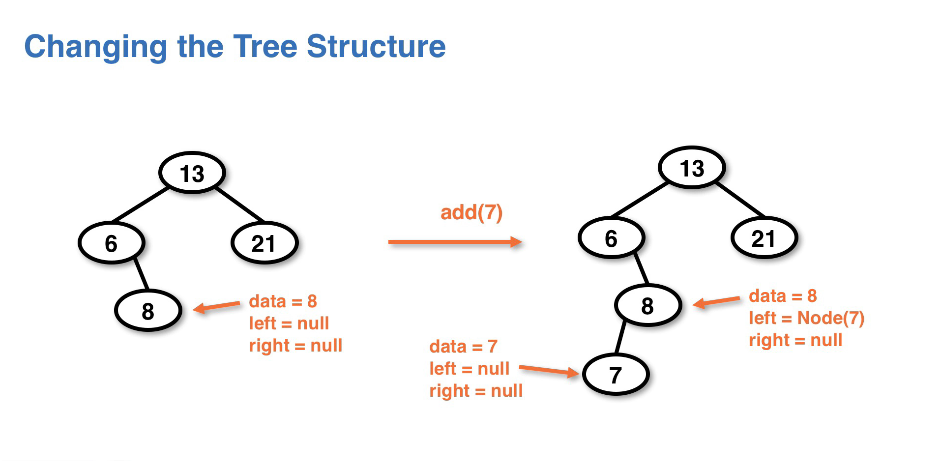 Changing the Tree Structure
13
6
21
8
data = 8
left = null
right = null
add(7)
13
6
21
8
data = 8
left = Node(7)
right = null
data = 7
left = null
right = null
7